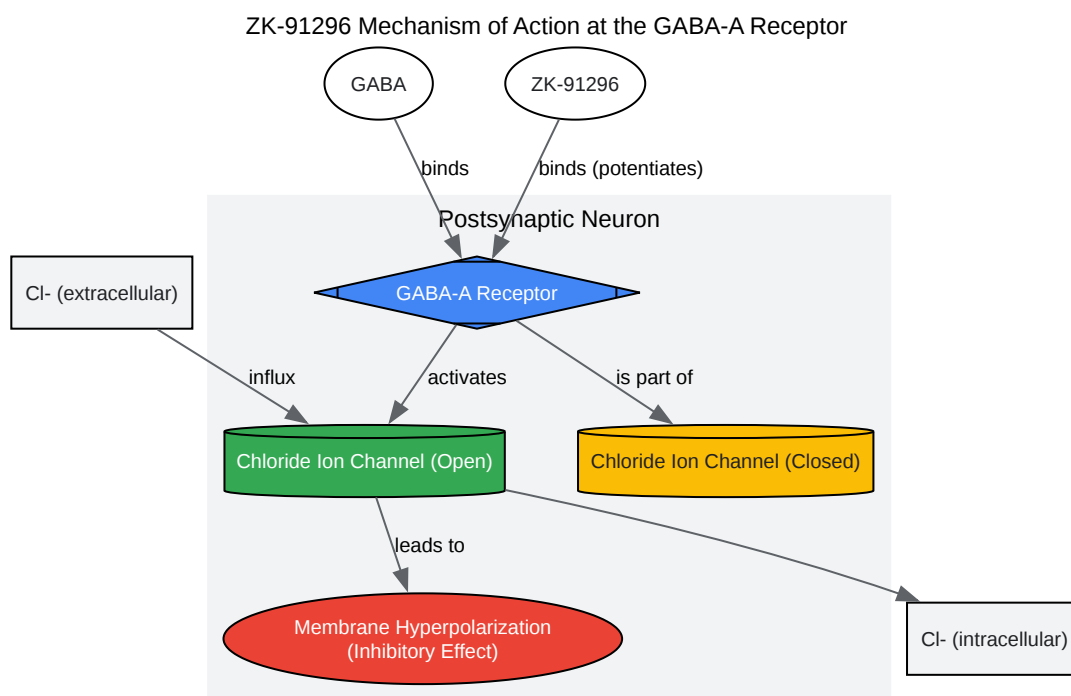 ZK-91296 Mechanism of Action at the GABA-A Receptor
GABA
ZK-91296
binds
binds (potentiates)
Postsynaptic Neuron
Cl- (extracellular)
GABA-A Receptor
influx
activates
is part of
Chloride Ion Channel (Open)
Chloride Ion Channel (Closed)
leads to
Membrane Hyperpolarization
(Inhibitory Effect)
Cl- (intracellular)